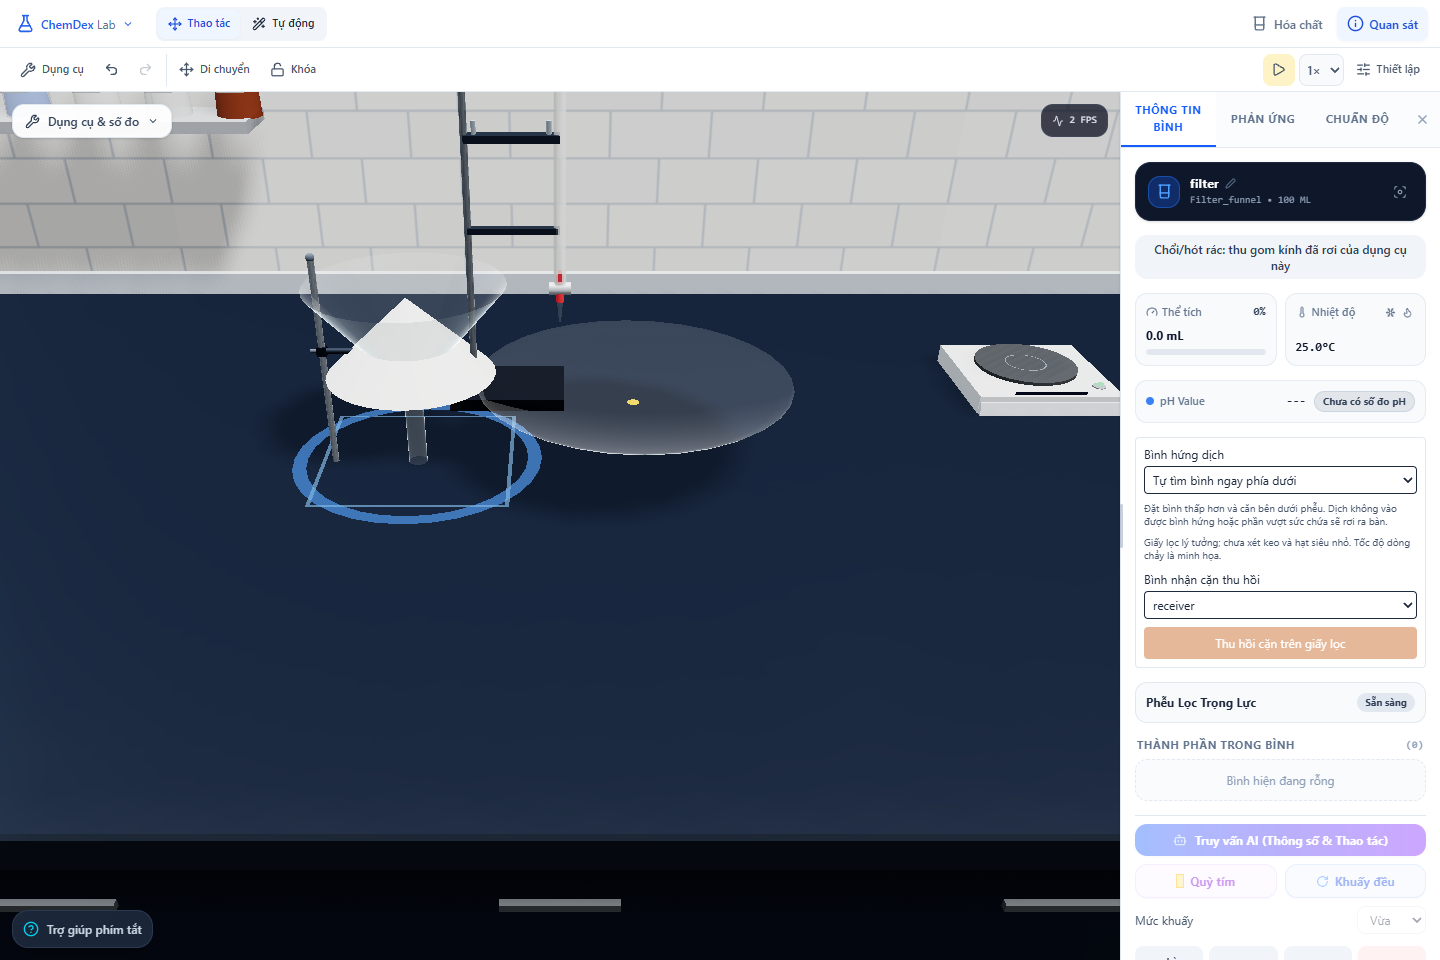 ChemDex Lab
Thao tác
Tự động
Hóa chất
Quan sát
Dụng cụ
Di chuyển
Khóa
1×
Thiết lập
Dụng cụ & số đo
2 FPS
THÔNG TIN
BÌNH
PHẢN ỨNG
CHUẨN ĐỘ
filter
Filter_funnel • 100 ML
Chổi/hót rác: thu gom kính đã rơi của dụng cụ
này
Thể tích
0%
0.0 mL
Nhiệt độ
25.0°C
pH Value
---
Chưa có số đo pH
Bình hứng dịch
Tự tìm bình ngay phía dưới
Đặt bình thấp hơn và căn bên dưới phễu. Dịch không vào
được bình hứng hoặc phần vượt sức chứa sẽ rơi ra bàn.
Giấy lọc lý tưởng; chưa xét keo và hạt siêu nhỏ. Tốc độ dòng
chảy là minh họa.
Bình nhận cặn thu hồi
receiver
Thu hồi cặn trên giấy lọc
Phễu Lọc Trọng Lực
Sẵn sàng
THÀNH PHẦN TRONG BÌNH
(0)
Bình hiện đang rỗng
Truy vấn AI (Thông số & Thao tác)
Quỳ tím
Khuấy đều
Mức khuấy
Vừa
Trợ giúp phím tắt